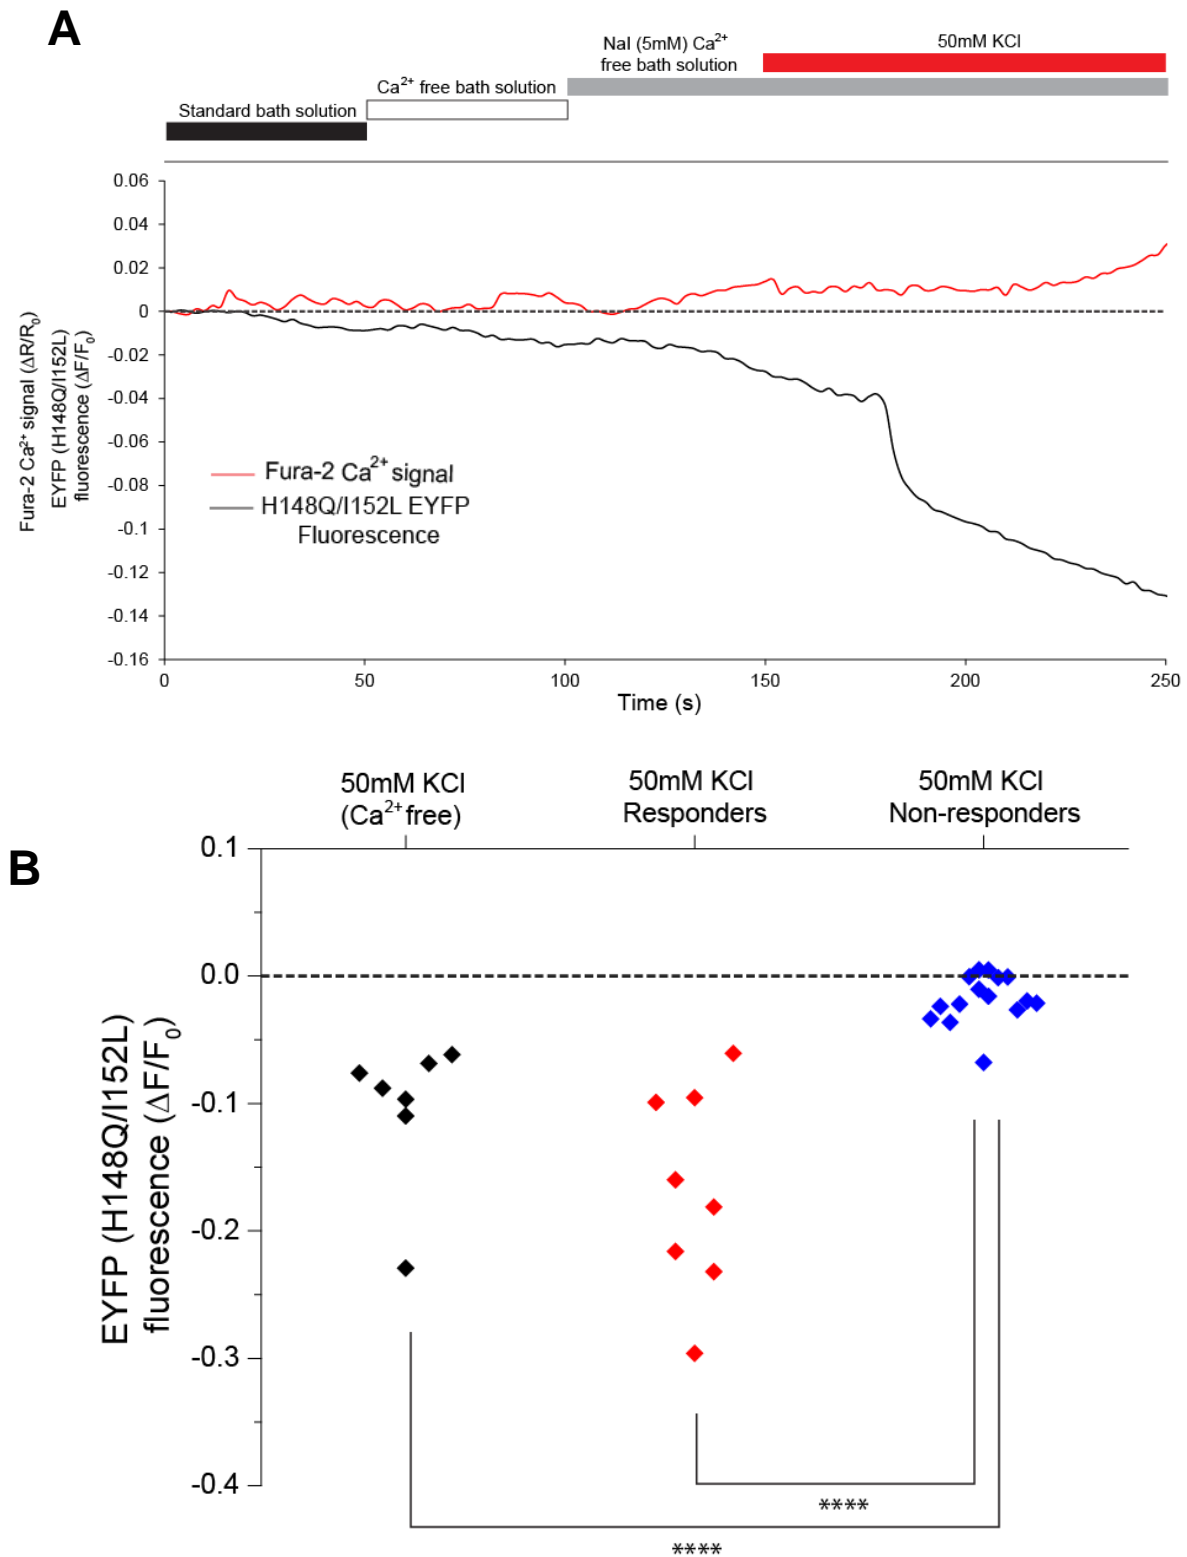 A
NaI (5mM) Ca2+
free bath solution
50mM KCl
Ca2+ free bath solution
Standard bath solution
0.06
0.04
0.02
0
-0.02
-0.04
-0.06
-0.08
-0.1
-0.12
-0.14
-0.16
Fura-2 Ca2+ signal (ΔR/R0)
EYFP (H148Q/I152L)
fluorescence (ΔF/F0)
Fura-2 Ca2+ signal
H148Q/I152L EYFP
Fluorescence
0 50 100 150 200 250
Time (s)
B
50mM KCl
(Ca2+ free)
50mM KCl
Responders
50mM KCl
Non-responders
0.1
0.0
-0.1
-0.2
-0.3
-0.4
EYFP (H148Q/I152L)
fluorescence (ΔF/F0)
****
****